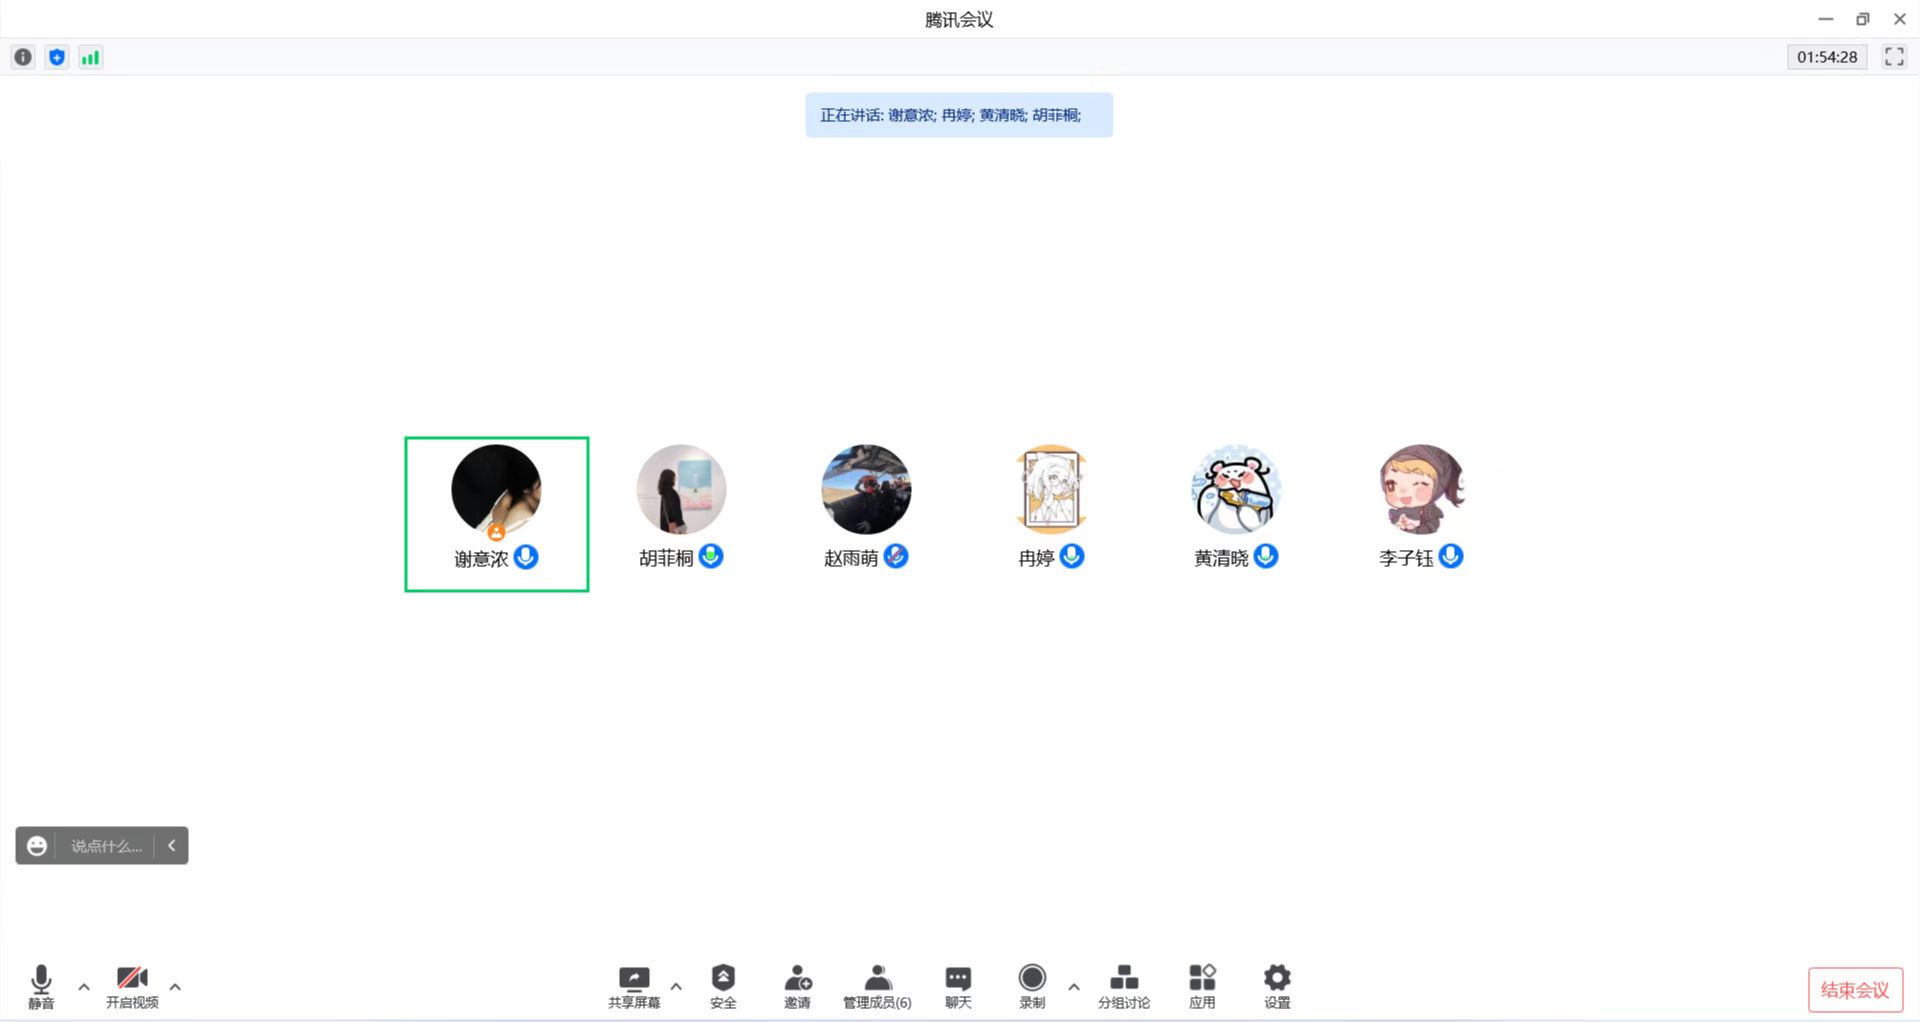 腾讯会议
01:54:28
正在讲话: 谢意浓; 冉婷; 黄清晓; 胡菲桐;
谢意浓
胡菲桐
赵雨萌
冉婷
黄清晓
李子钰
说点什么...
静音
开启视频
共享屏幕
安全
邀请
管理成员(6)
聊天
录制
分组讨论
应用
设置
结束会议